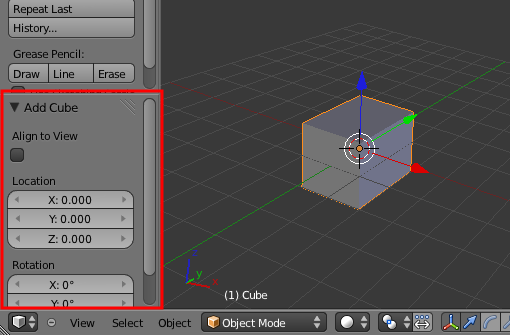 Repeat Last
History...
Grease Pencil:
Draw Line Erase
Add Cube
Align to View
Location
X: 0.000
Y: 0.000
Z: 0.000
Rotation
X: 0°
Y: 0°
z
y
x
(1) Cube
View Select Object Object Mode